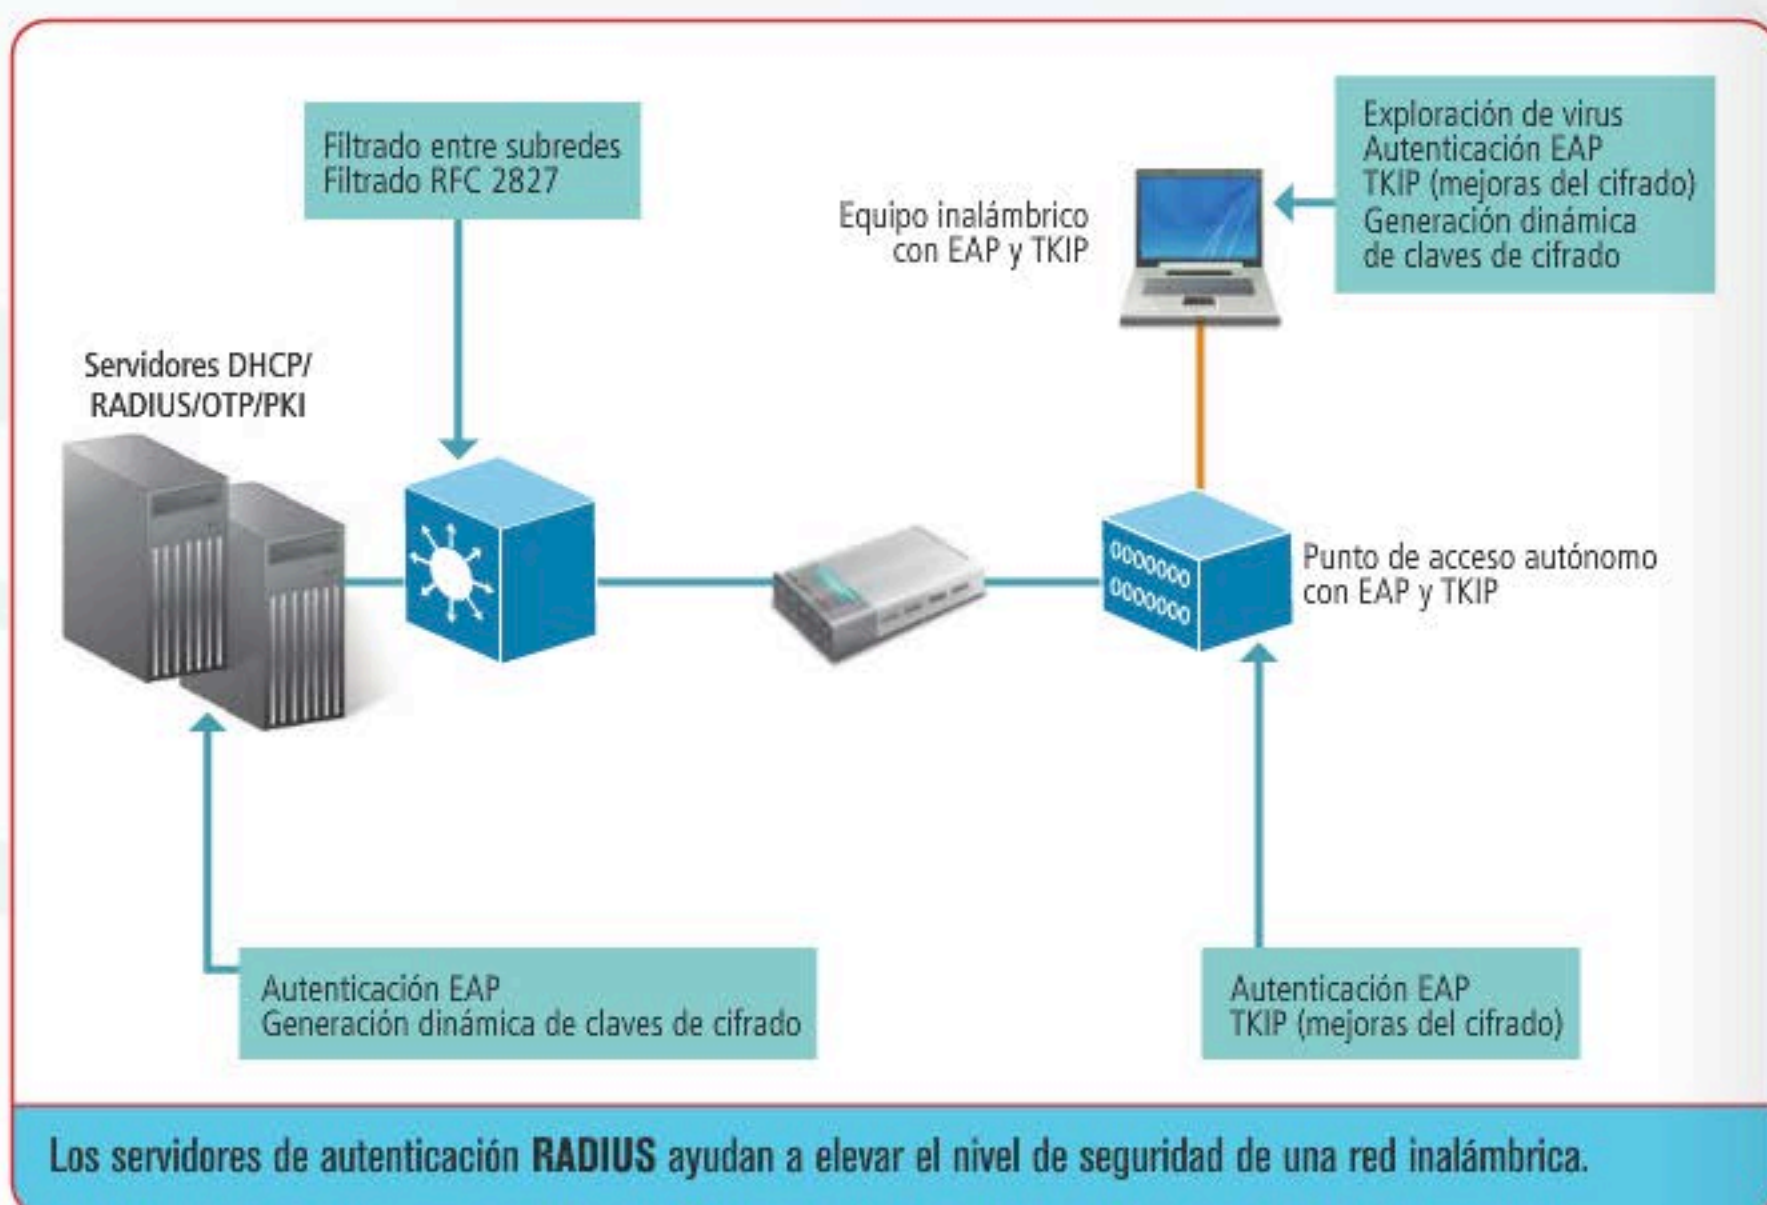 Filtrado entre subredes
Filtrado RFC 2827
Exploración de virus
Autenticación EAP
TKIP (mejoras del cifrado)
Generación dinámica
de claves de cifrado
Equipo inalámbrico
con EAP y TKIP
Servidores DHCP/
RADIUS/OTP/PKI
0000000
0000000
Punto de acceso autónomo
con EAP y TKIP
Autenticación EAP
Generación dinámica de claves de cifrado
Autenticación EAP
TKIP (mejoras del cifrado)
Los servidores de autenticación RADIUS ayudan a elevar el nivel de seguridad de una red inalámbrica.